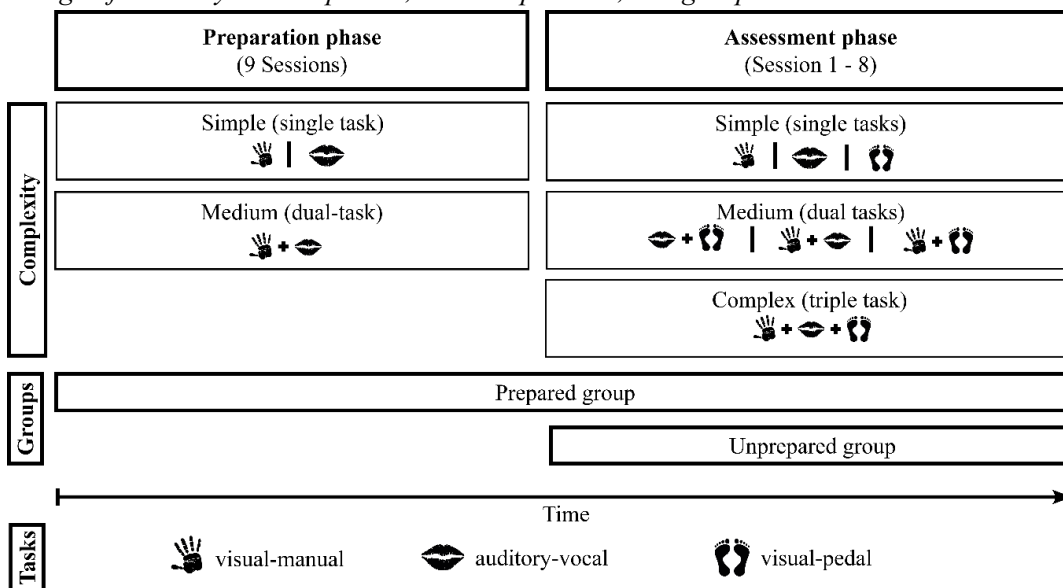 Preparation phase
(9 Sessions)
Assessment phase
(Session 1 - 8)
Complexity
Simple (single task)
Simple (single tasks)
Medium (dual-task)
Medium (dual tasks)
Complex (triple task)
Groups
Prepared group
Unprepared group
Time
Tasks
visual-manual
auditory-vocal
visual-pedal